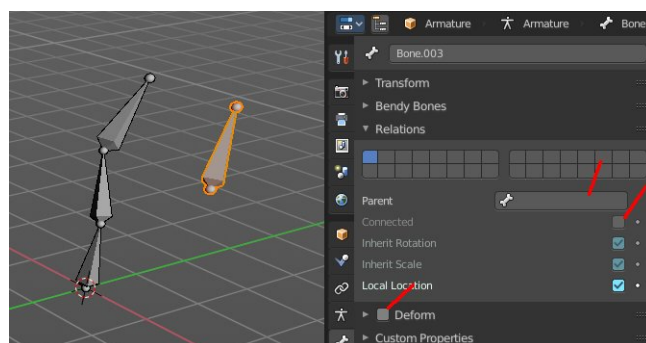 Armature Armature Bone
Bone.003
Transform
Bendy Bones
Relations
Parent
Connected
Inherit Rotation
Inherit Scale
Local Location
Deform
Custom Properties